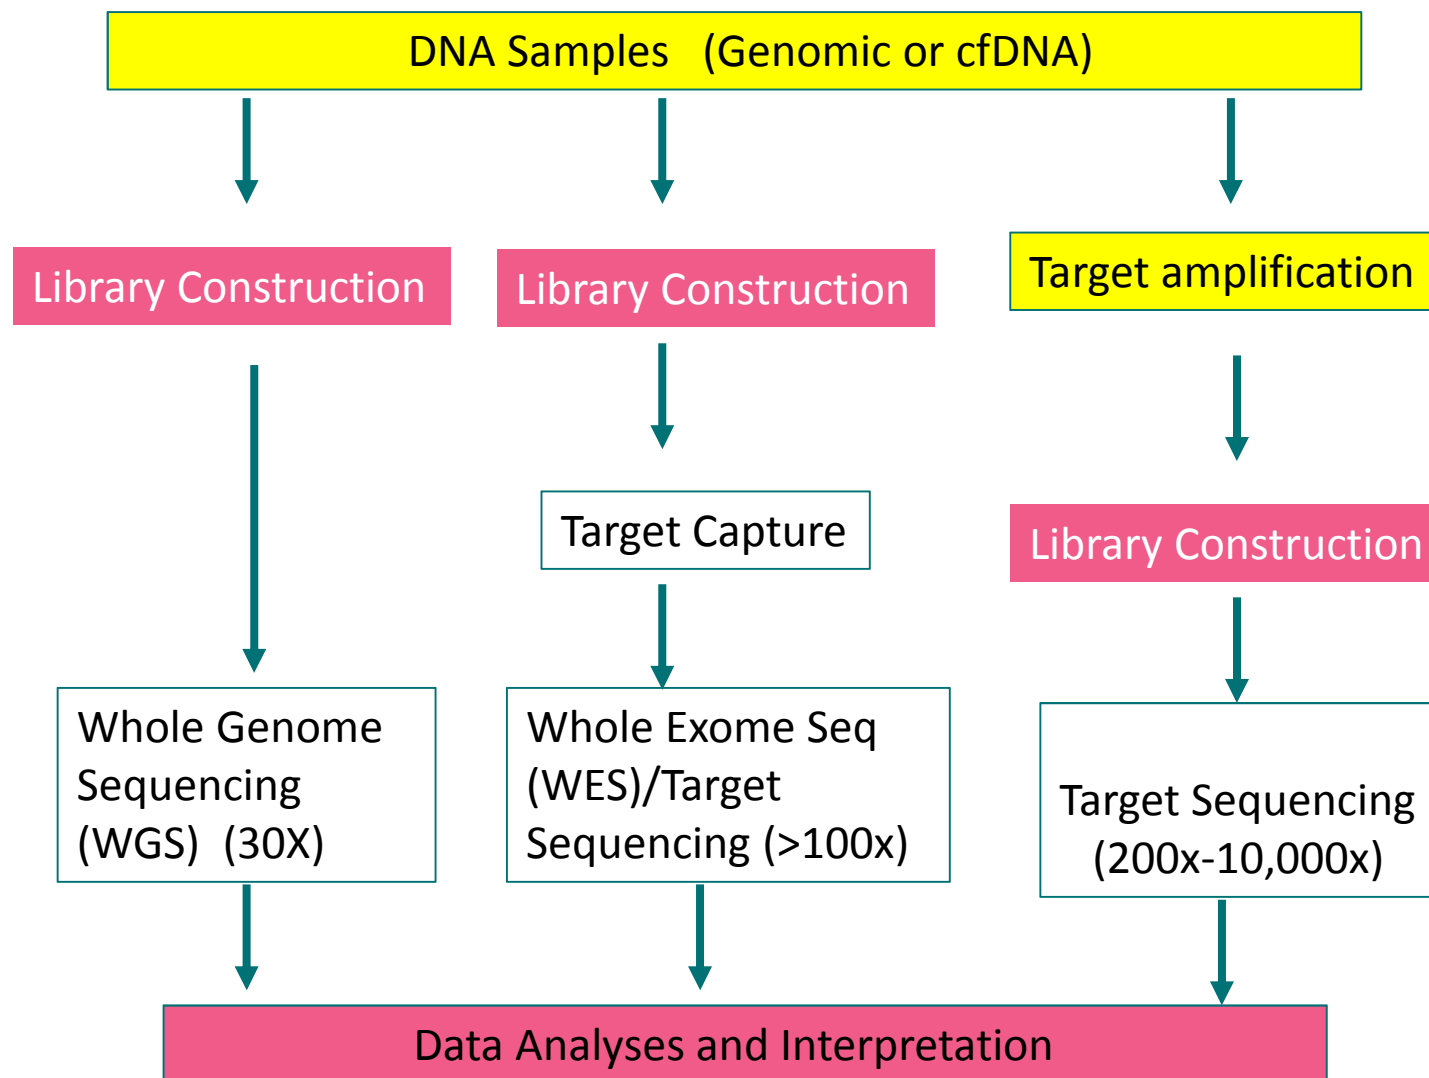 DNA Samples (Genomic or cfDNA)
Library Construction
Library Construction
Target amplification
Target Capture
Library Construction
Whole Genome
Sequencing
(WGS) (30X)
Whole Exome Seq
(WES)/Target
Sequencing (>100x)
Target Sequencing
(200x-10,000x)
Data Analyses and Interpretation